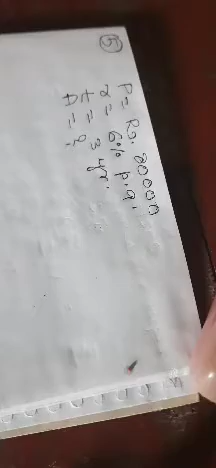 5
P = Rs. 20000
r = 6% p.a.
t = 3 yr.
A = ?